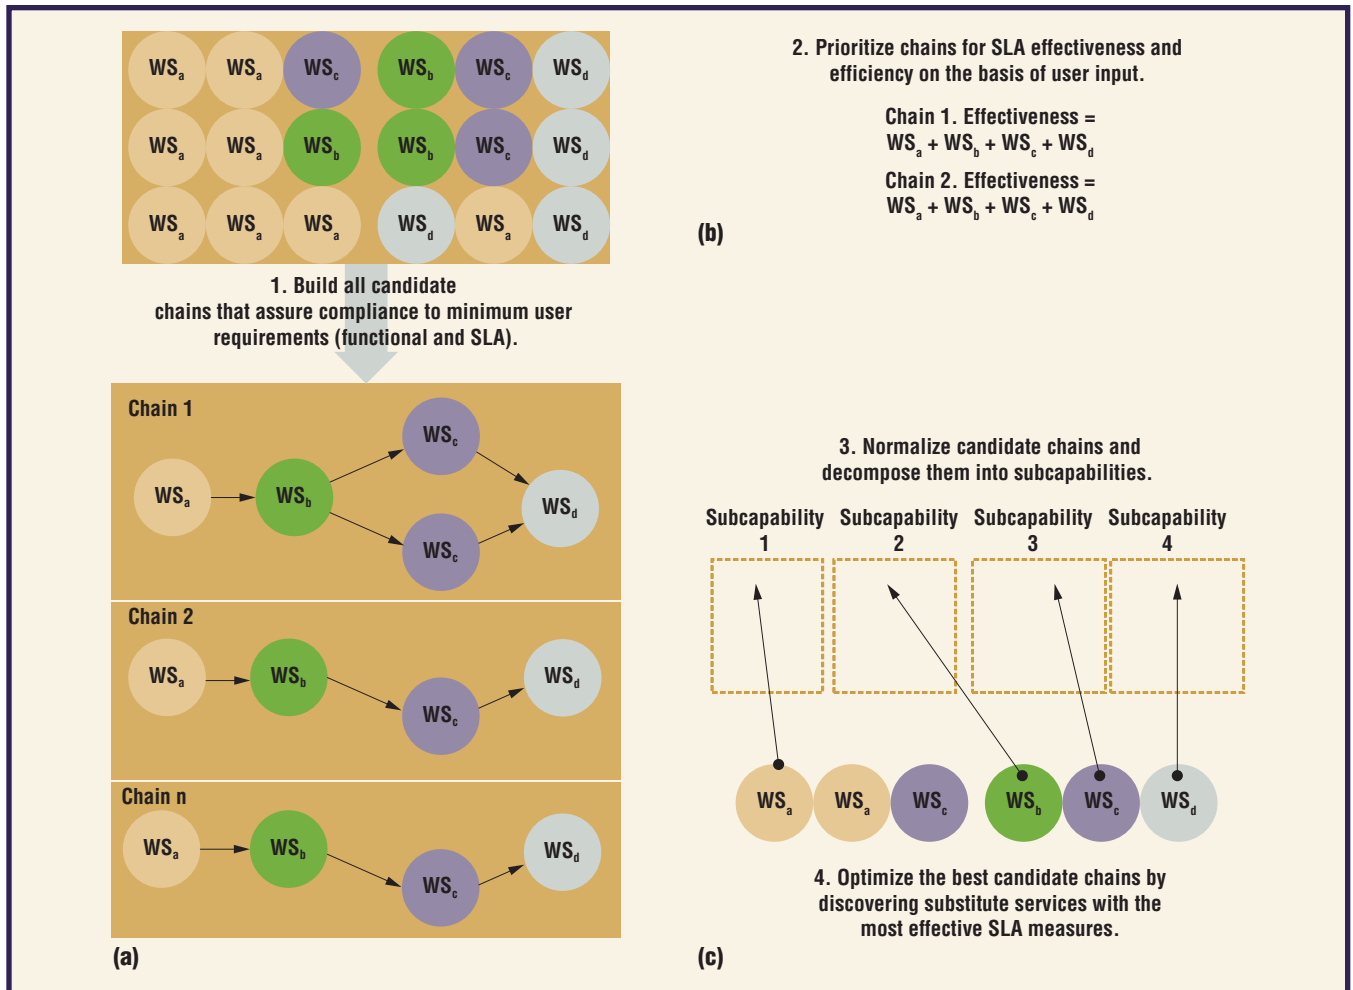 WSa WSa WSc WSb WSc WSd
WSa WSa WSb WSb WSc WSd
WSa WSa WSa WSd WSa WSd
1. Build all candidate
chains that assure compliance to minimum user
requirements (functional and SLA).
Chain 1
WSa WSb WSc WSc WSd
Chain 2
WSa WSb WSc WSd
Chain n
WSa WSb WSc WSd
(a)
2. Prioritize chains for SLA effectiveness and
efficiency on the basis of user input.
Chain 1. Effectiveness =
WSa + WSb + WSc + WSd
Chain 2. Effectiveness =
WSa + WSb + WSc + WSd
(b)
3. Normalize candidate chains and
decompose them into subcapabilities.
Subcapability Subcapability Subcapability Subcapability
1 2 3 4
WSa WSa WSc WSb WSc WSd
4. Optimize the best candidate chains by
discovering substitute services with the
most effective SLA measures.
(c)